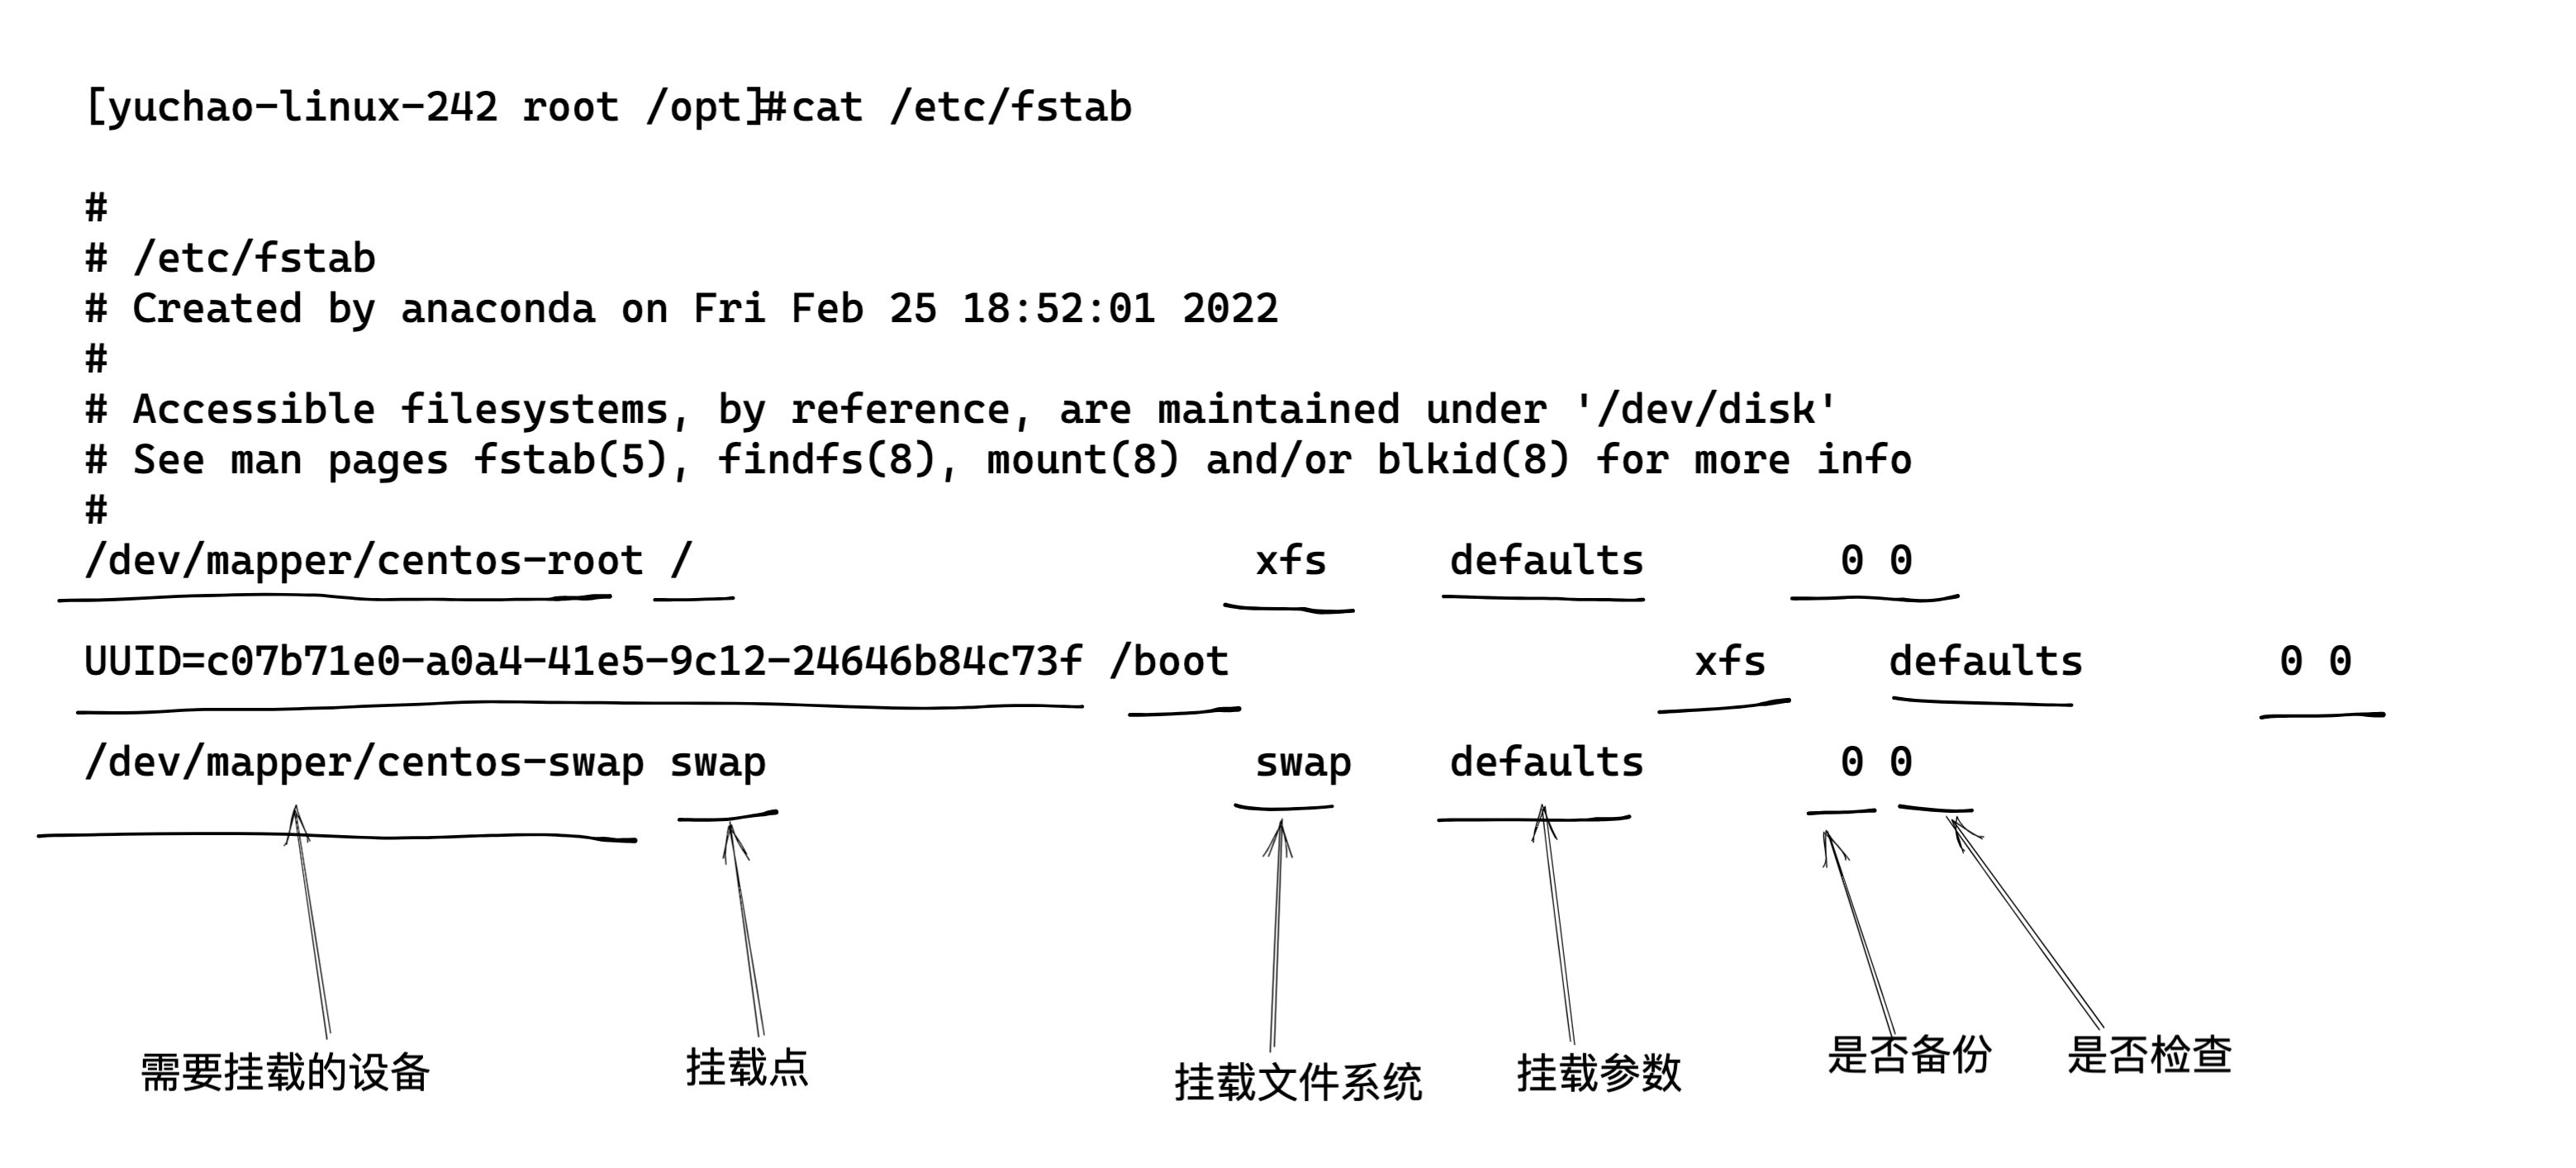 [yuchao-linux-242 root /opt]#cat /etc/fstab
#
# /etc/fstab
# Created by anaconda on Fri Feb 25 18:52:01 2022
#
# Accessible filesystems, by reference, are maintained under '/dev/disk'
# See man pages fstab(5), findfs(8), mount(8) and/or blkid(8) for more info
#
/dev/mapper/centos-root / xfs defaults 0 0
UUID=c07b71e0-a0a4-41e5-9c12-24646b84c73f /boot xfs defaults 0 0
/dev/mapper/centos-swap swap swap defaults 0 0
需要挂载的设备 挂载点 挂载文件系统 挂载参数 是否备份 是否检查